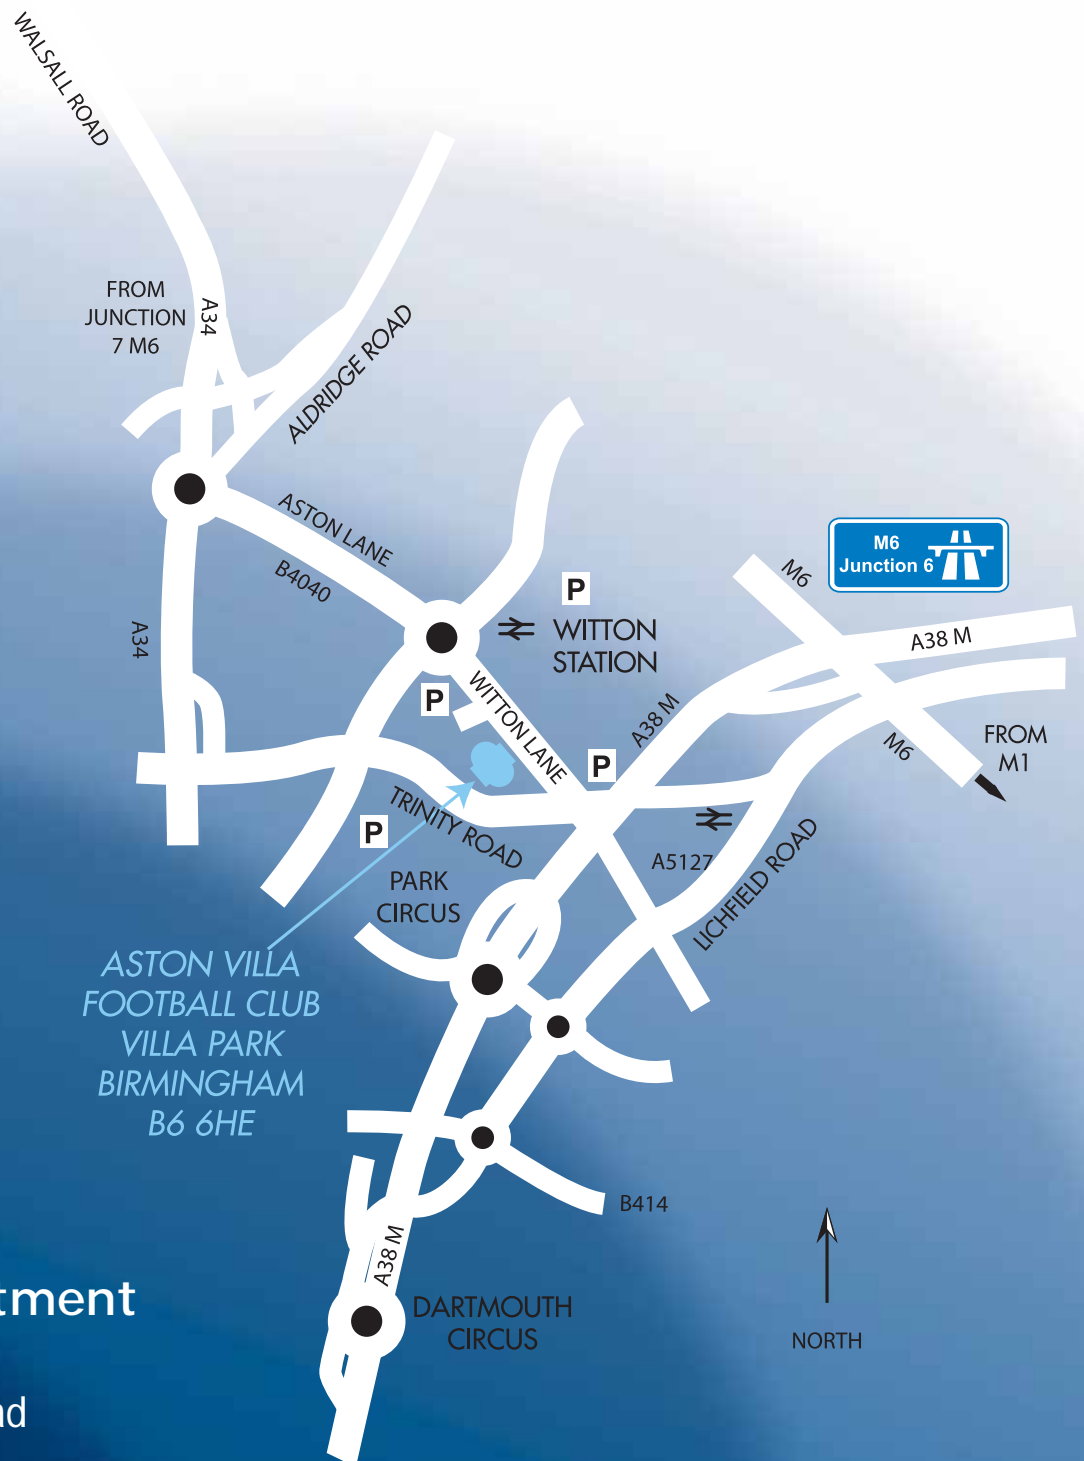 WALSALL ROAD
FROM
JUNCTION
7 M6
A34
ALDRIDGE ROAD
ASTON LANE
B4040
A34
P
WITTON
STATION
M6
Junction 6
M6
A38 M
P
WITTON LANE
A38 M
M6
FROM
M1
P
P
TRINITY ROAD
A5127
LICHFIELD ROAD
PARK
CIRCUS
ASTON VILLA
FOOTBALL CLUB
VILLA PARK
BIRMINGHAM
B6 6HE
B414
A38 M
tment
DARTMOUTH
CIRCUS
NORTH
nd